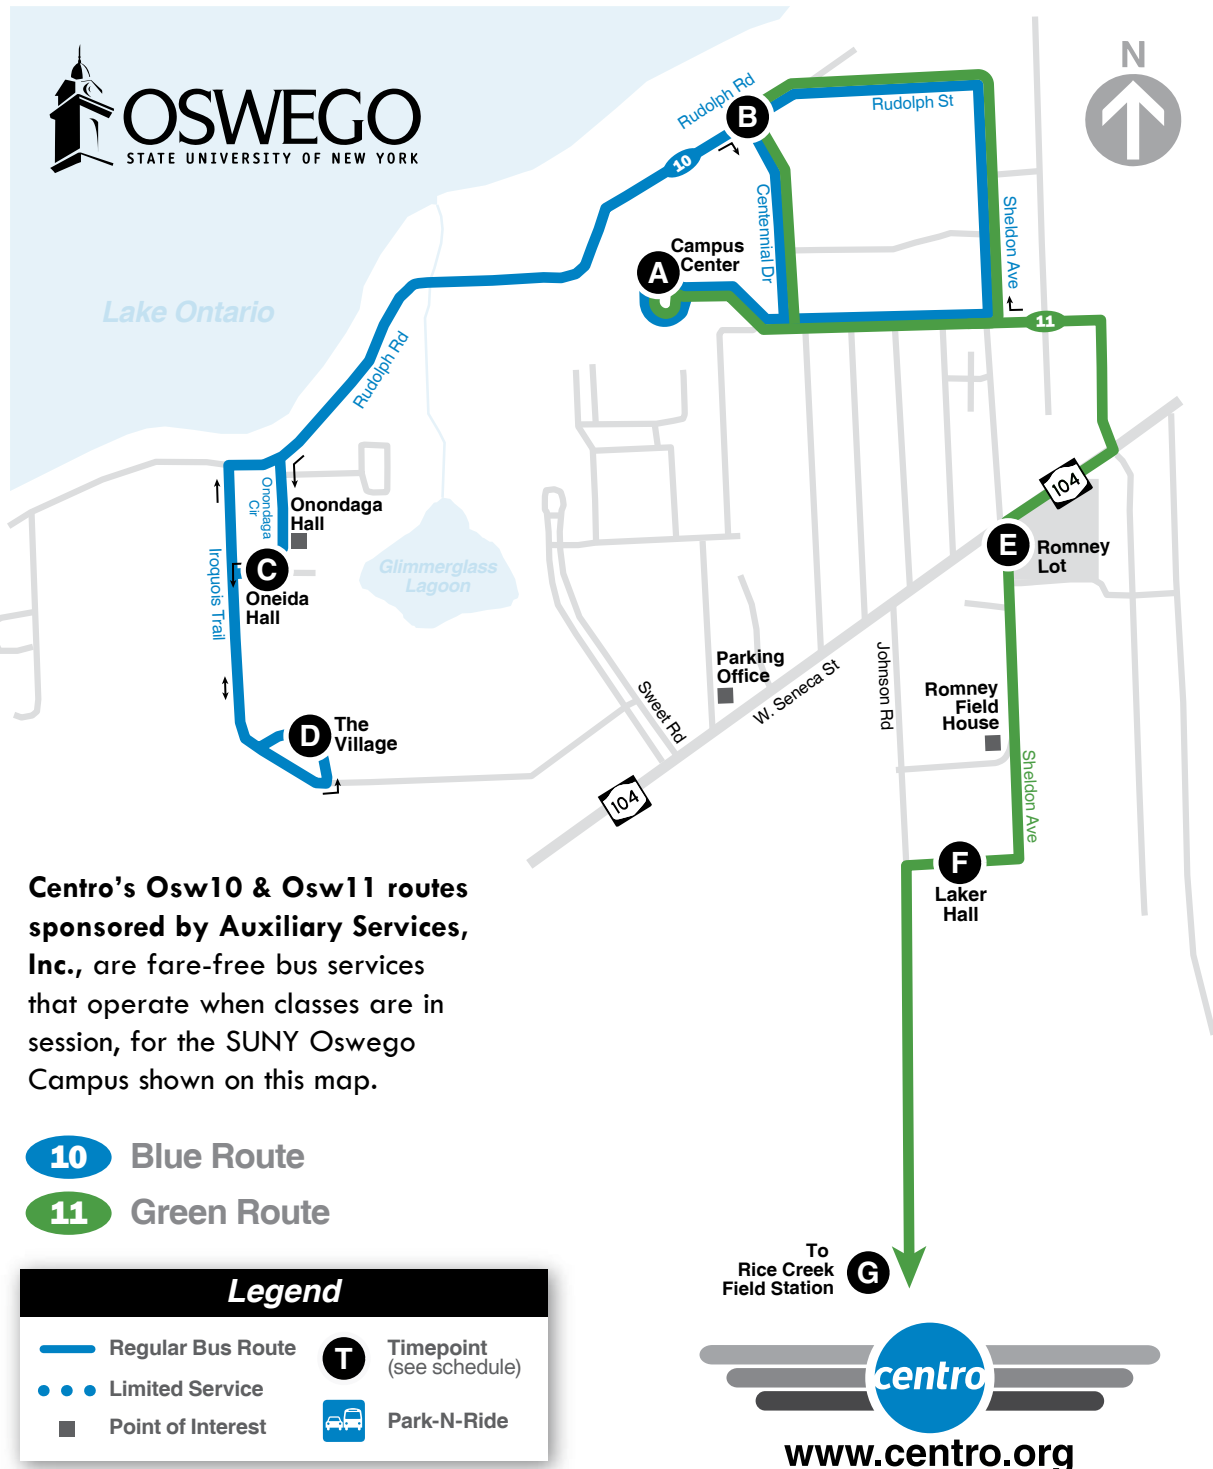 OSWEGO
STATE UNIVERSITY OF NEW YORK
N
Rudolph Rd
B
Rudolph St
10
Centennial Dr
Sheldon Ave
Campus
Center
A
11
Lake Ontario
Rudolph Rd
104
Onondaga
Cir
Onondaga
Hall
Iroquois Trail
C
Oneida
Hall
Glimmerglass
Lagoon
E
Romney
Lot
Parking
Office
Sweet Rd
W. Seneca St
Johnson Rd
Romney
Field
House
D
The
Village
104
Sheldon Ave
F
Laker
Hall
Centro's Osw10 & Osw11 routes
sponsored by Auxiliary Services,
Inc., are fare-free bus services
that operate when classes are in
session, for the SUNY Oswego
Campus shown on this map.
10 Blue Route
11 Green Route
To
Rice Creek
Field Station
G
Legend
Regular Bus Route
Limited Service
Point of Interest
T
Timepoint
(see schedule)
Park-N-Ride
centro
www.centro.org